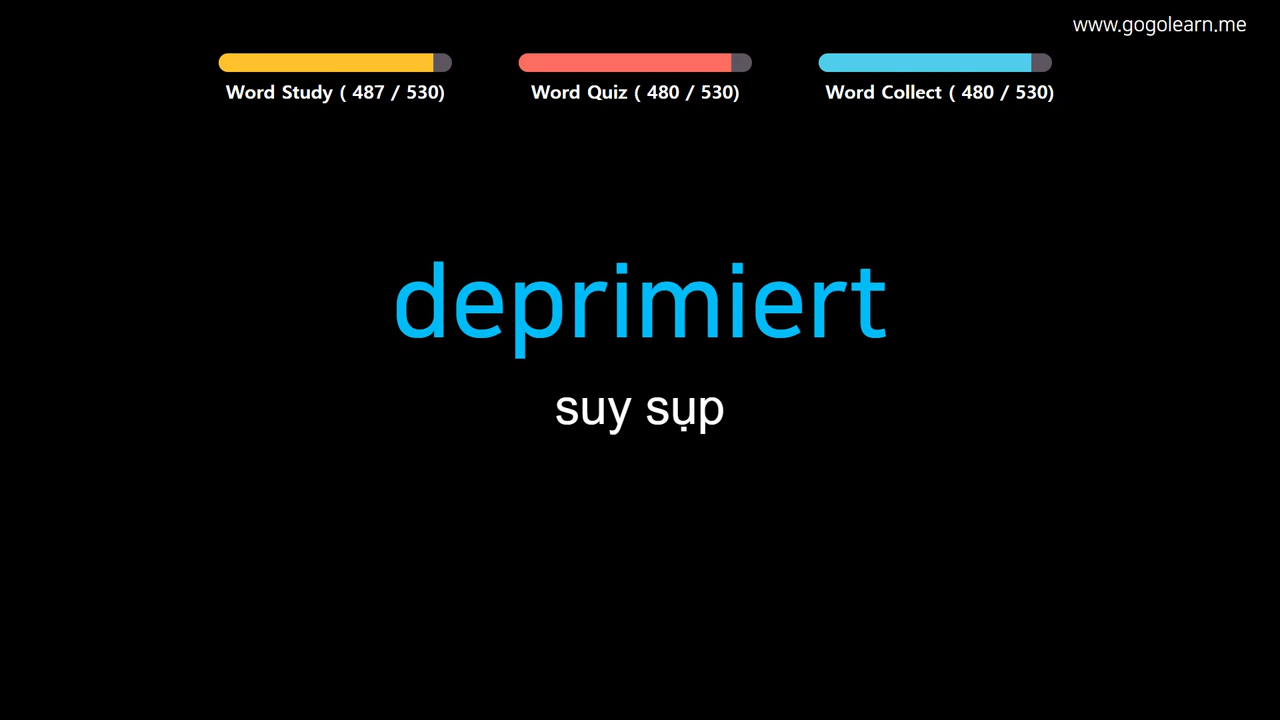 www.gogolearn.me
Word Study ( 487 / 530)
Word Quiz ( 480 / 530)
Word Collect ( 480 / 530)
deprimiert
suy sụp